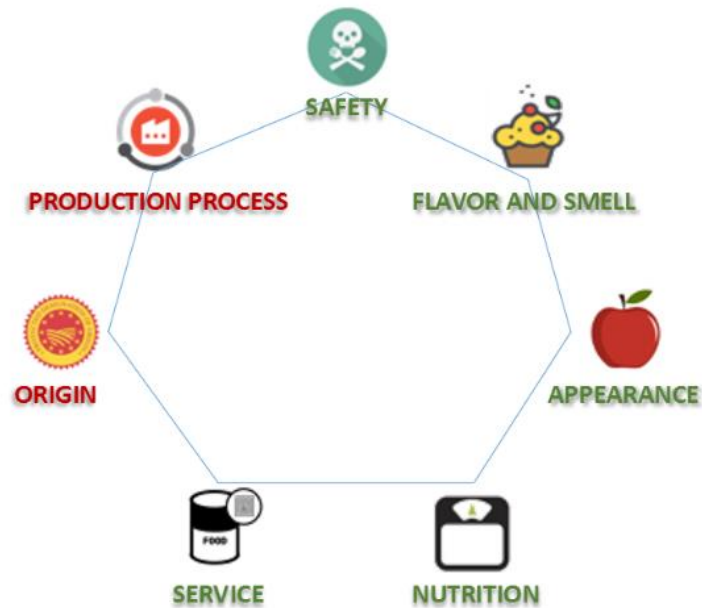 SAFETY
PRODUCTION PROCESS
FLAVOR AND SMELL
ORIGIN
APPEARANCE
FOOD
SERVICE
NUTRITION